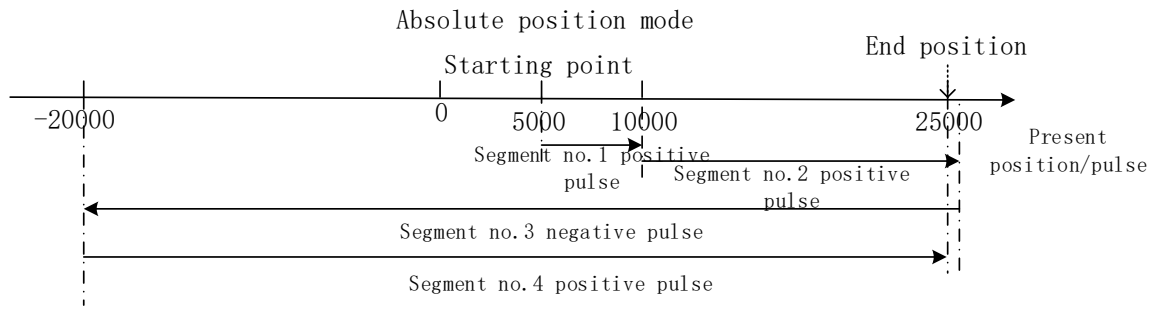 Absolute position mode
End position
Starting point
-20000
0
5000
10000
25000
Present
position/pulse
Segment no.1 positive
pulse
Segment no.2 positive
pulse
Segment no.3 negative pulse
Segment no.4 positive pulse